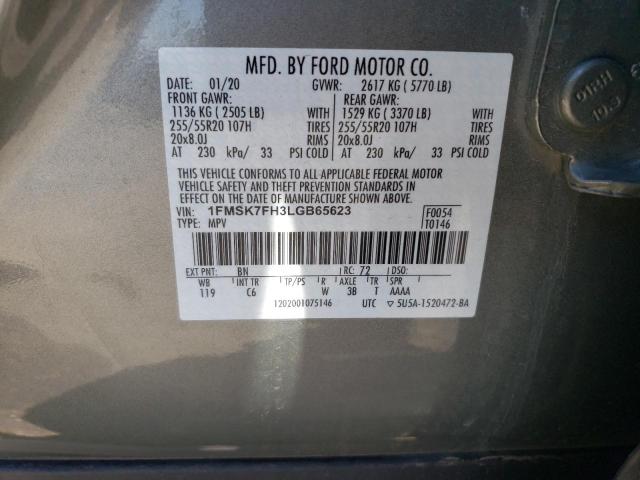 MFD. BY FORD MOTOR CO.
DATE: 01/20 GVWR: 2617 KG ( 5770 LB)
FRONT GAWR: REAR GAWR:
1136 KG ( 2505 LB) WITH 1529 KG ( 3370 LB) WITH
255/55R20 107H TIRES 255/55R20 107H TIRES
20x8.0J RIMS 20x8.0J RIMS
AT 230 kPa/ 33 PSI COLD AT 230 kPa/ 33 PSI COLD
THIS VEHICLE CONFORMS TO ALL APPLICABLE FEDERAL MOTOR
VEHICLE SAFETY AND THEFT PREVENTION STANDARDS IN
EFFECT ON THE DATE OF MANUFACTURE SHOWN ABOVE.
VIN: 1FMSK7FH3LGB65623 F0054
TYPE: MPV T0146
EXT PNT: BN RC: 72 DSO:
WB INT TR TP/PS R AXLE TR SPR
119 C6 W 3B T AAAA
1202001075146 UTC ▽ 5U5A-1520472-BA